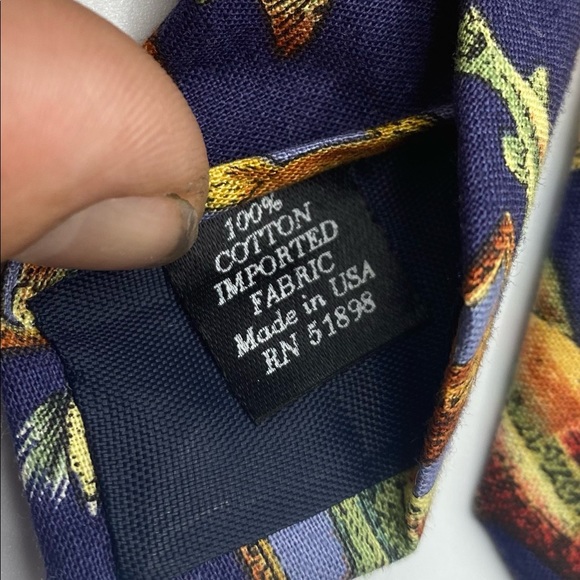 100%
COTTON
IMPORTED
FABRIC
Made in USA
RN 51898